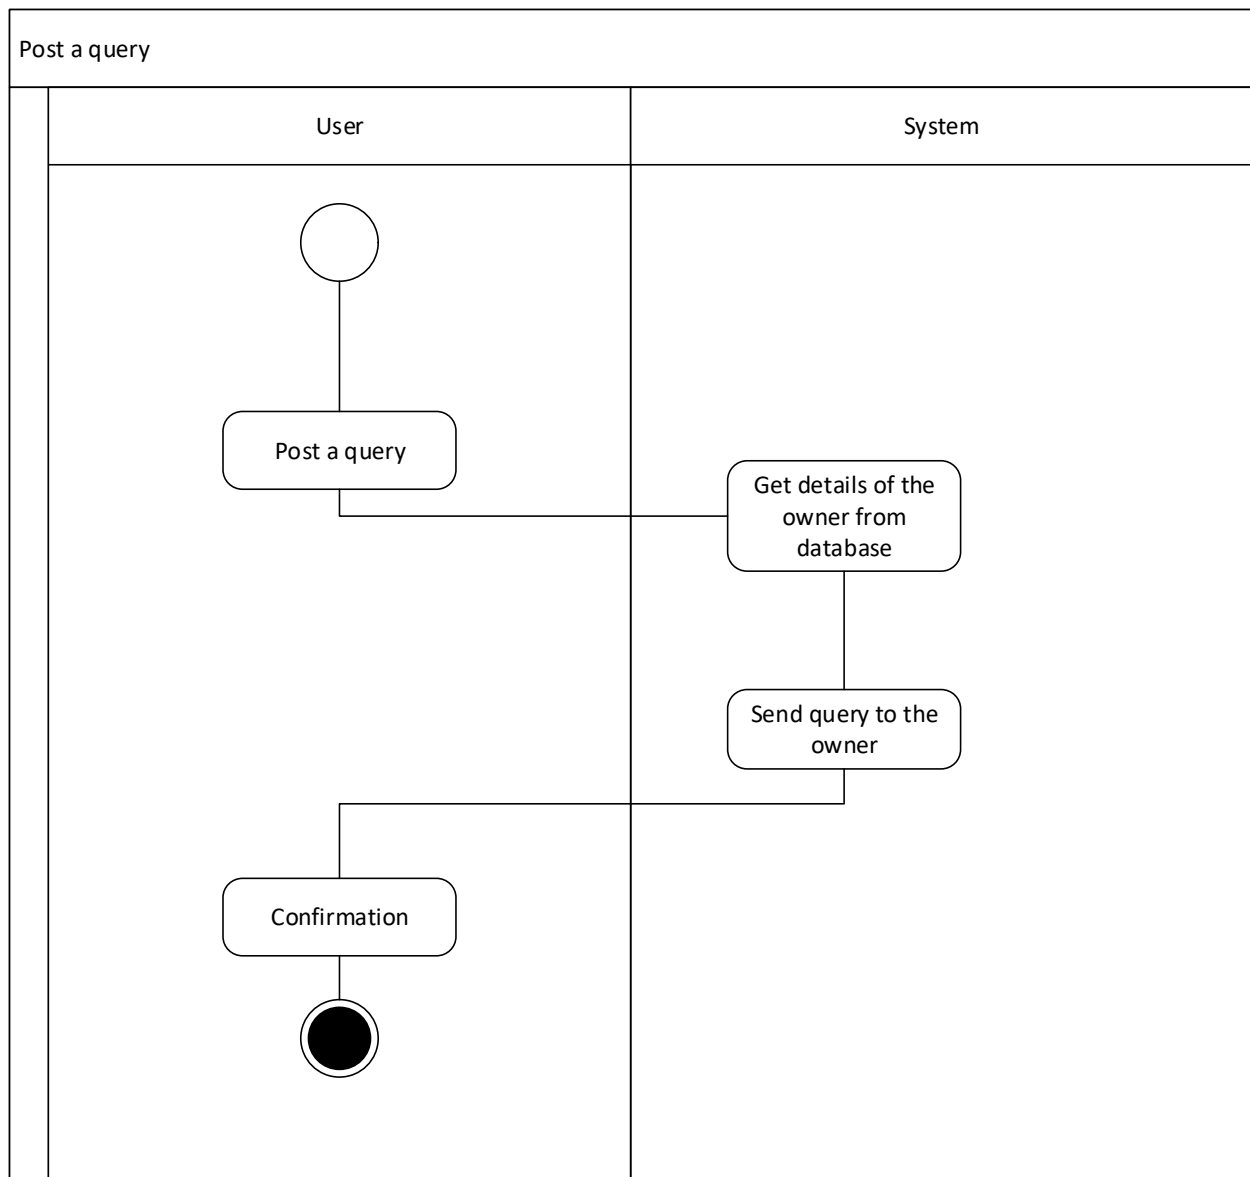 Post a query
User
System
Post a query
Get details of the
owner from
database
Send query to the
owner
Confirmation